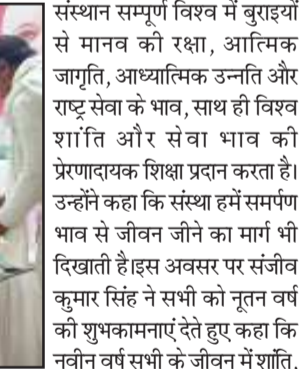 संस्थान सम्पूर्ण विश्व में बुराइयों
से मानव की रक्षा, आत्मिक
जागृति, आध्यात्मिक उन्नति और
राष्ट्र सेवा के भाव, साथ ही विश्व
शांति और सेवा भाव की
प्रेरणादायक शिक्षा प्रदान करता है।
उन्होंने कहा कि संस्था हमें समर्पण
भाव से जीवन जीने का मार्ग भी
दिखाती है।इस अवसर पर संजीव
कुमार सिंह ने सभी को नूतन वर्ष
की शुभकामनाएं देते हुए कहा कि
नवीन वर्ष सभी के जीवन में शांति,